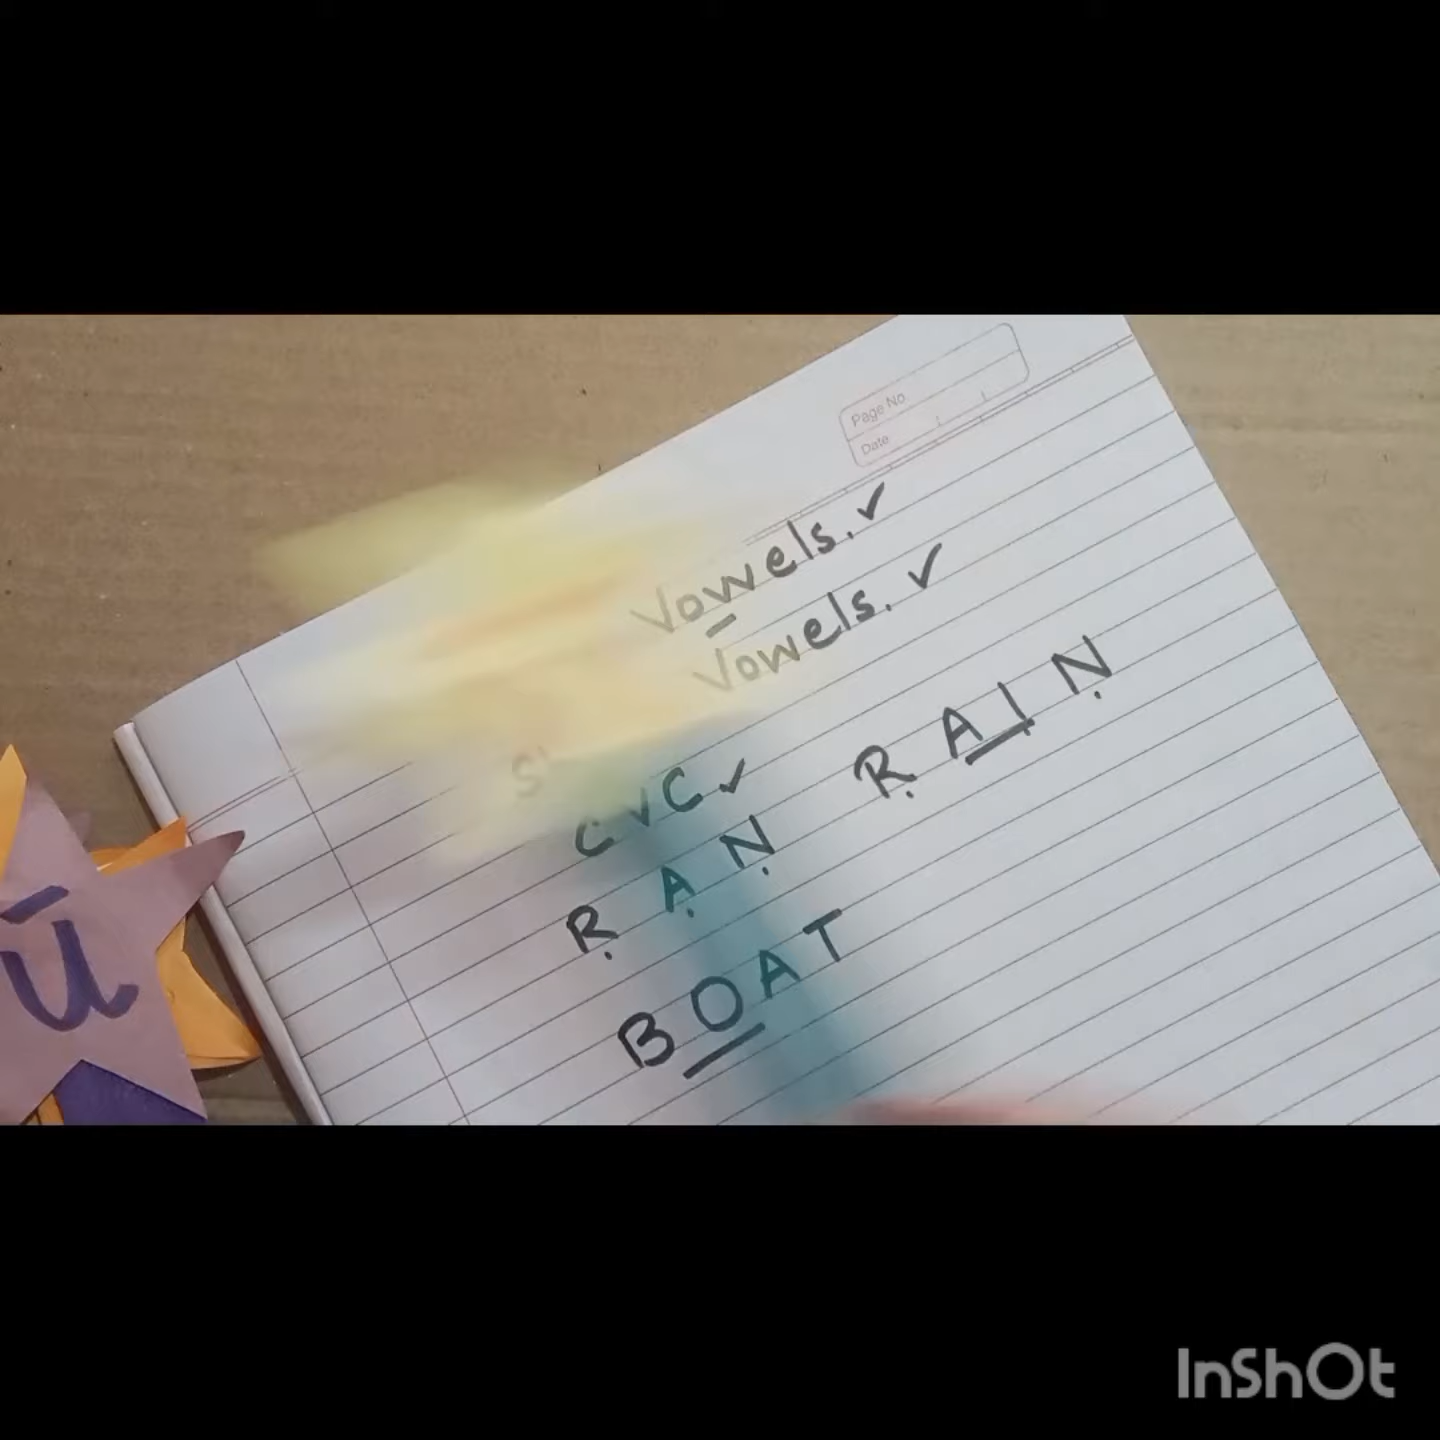 Page No
Date
Vowels. ✓
Vowels. ✓
CVC ✓
RAN RAIN
BOAT
ū
InShOt